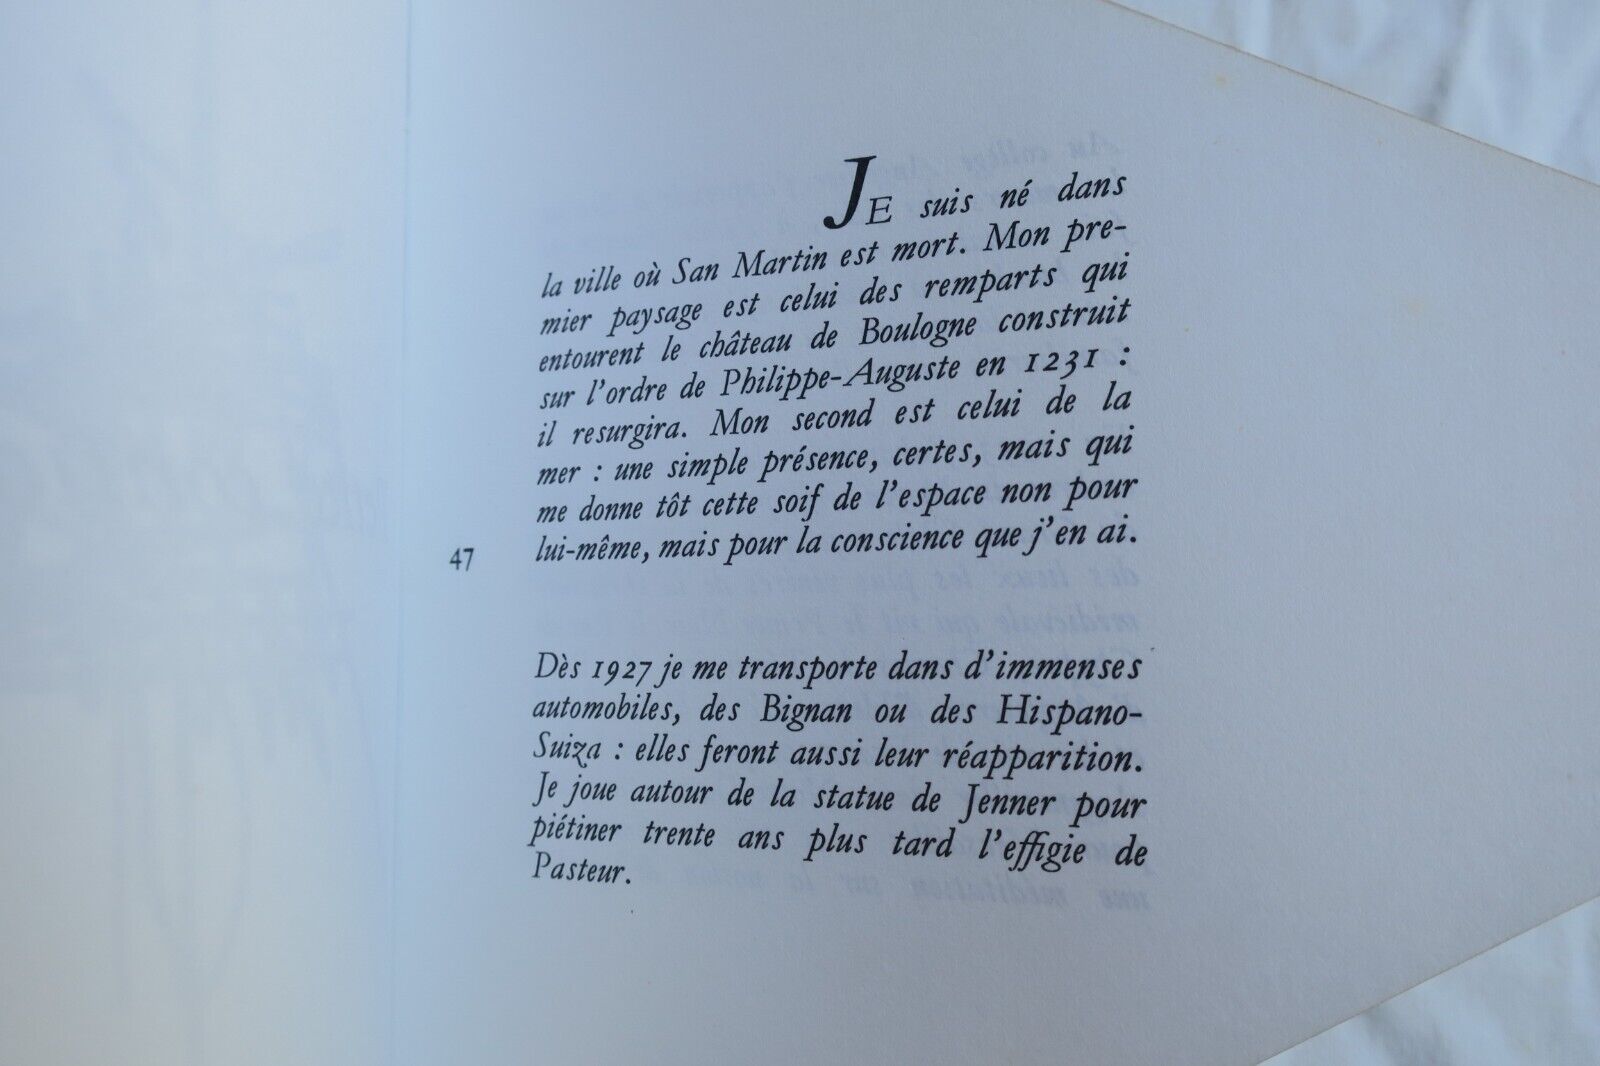 JE suis né dans
la ville où San Martin est mort. Mon pre-
mier paysage est celui des remparts qui
entourent le château de Boulogne construit
sur l'ordre de Philippe-Auguste en 1231 :
il resurgira. Mon second est celui de la
mer : une simple présence, certes, mais qui
me donne tôt cette soif de l'espace non pour
lui-même, mais pour la conscience que j'en ai.
47
Dès 1927 je me transporte dans d'immenses
automobiles, des Bignan ou des Hispano-
Suiza : elles feront aussi leur réapparition.
Je joue autour de la statue de Jenner pour
piétiner trente ans plus tard l'effigie de
Pasteur.